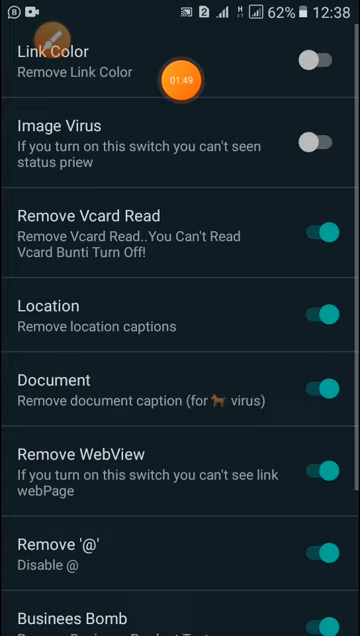 62% 12:38
Link Color
Remove Link Color
01:49
Image Virus
If you turn on this switch you can't seen
status priew
Remove Vcard Read
Remove Vcard Read..You Can't Read
Vcard Bunti Turn Off!
Location
Remove location captions
Document
Remove document caption (for 🐎 virus)
Remove WebView
If you turn on this switch you can't see link
webPage
Remove '@'
Disable @
Businees Bomb